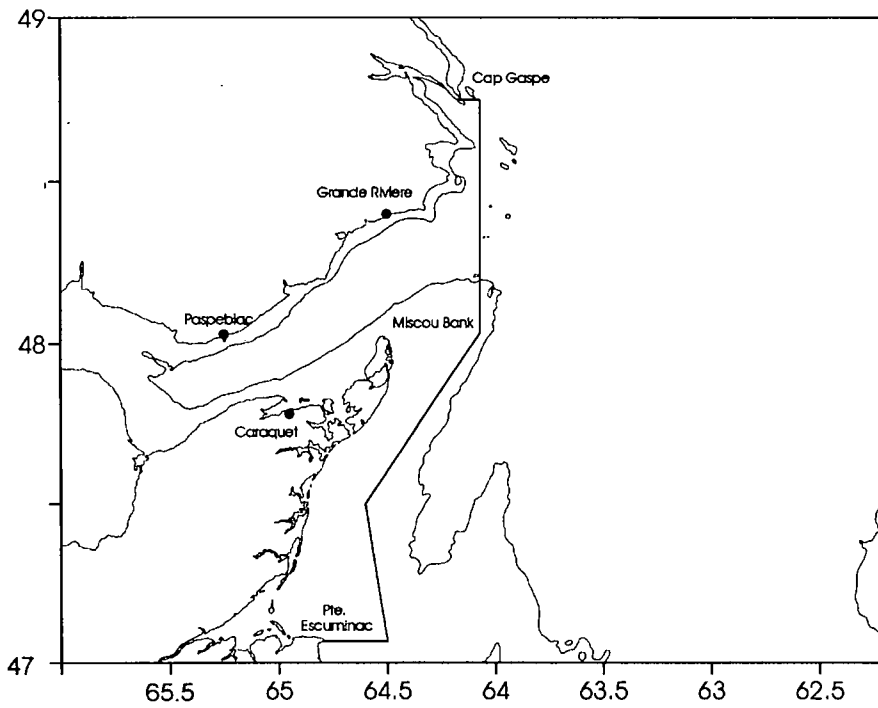 49
Cap Gaspe
Grande Riviere
Paspebiac
Miscou Bank
48
Caraquet
Pte.
Escuminac
47
65.5 65 64.5 64 63.5 63 62.5